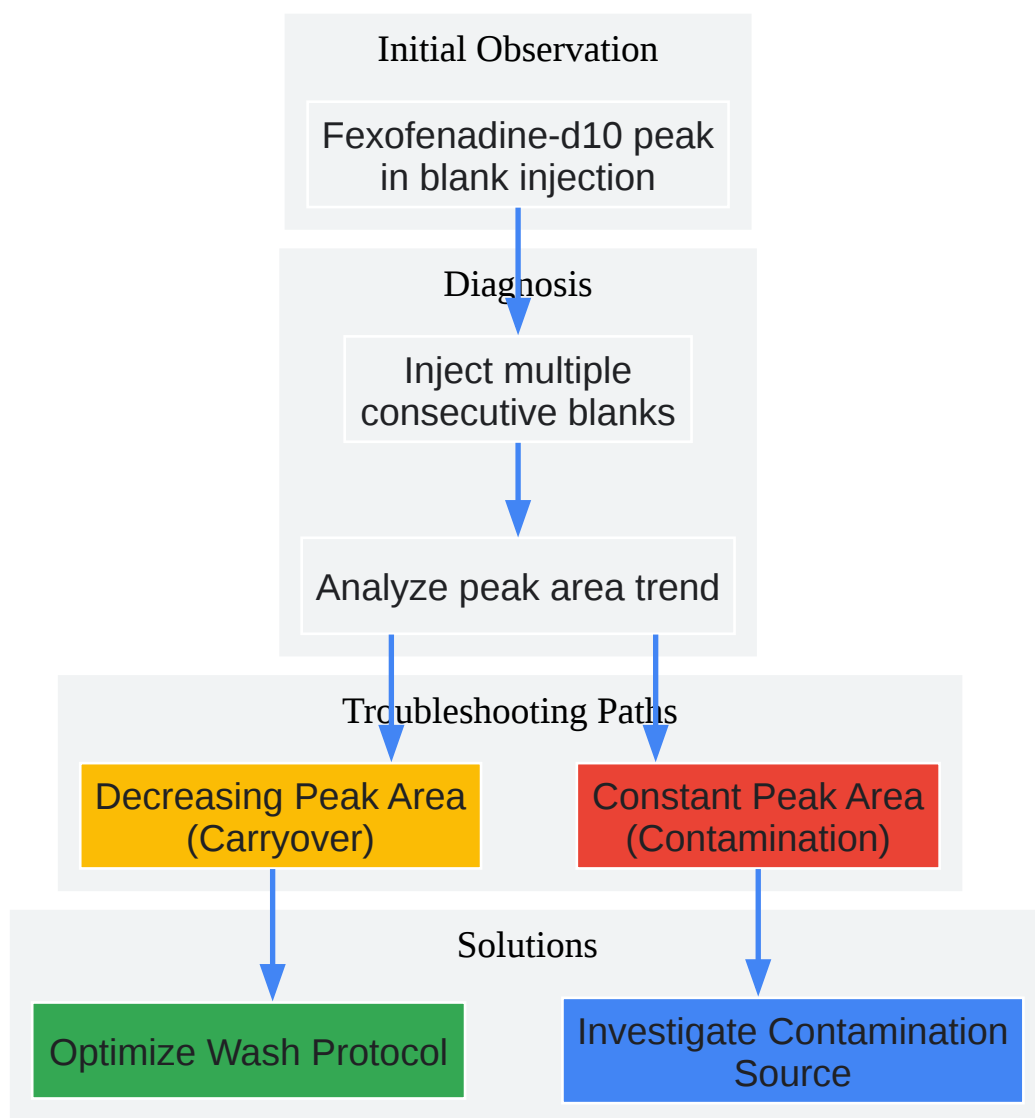 Initial Observation
Fexofenadine-d10 peak
in blank injection
Diagnosis
Inject multiple
consecutive blanks
Analyze peak area trend
Troubleshooting Paths
Decreasing Peak Area
(Carryover)
Constant Peak Area
(Contamination)
Solutions
Optimize Wash Protocol
Investigate Contamination
Source